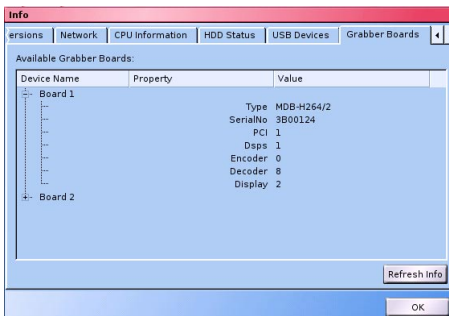 Info
ersions Network CPU Information HDD Status USB Devices Grabber Boards
Available Grabber Boards:
Device Name Property Value
Board 1
Type MDB-H264/2
SerialNo 3B00124
PCI 1
Dsps 1
Encoder 0
Decoder 8
Display 2
Board 2
Refresh Info
OK